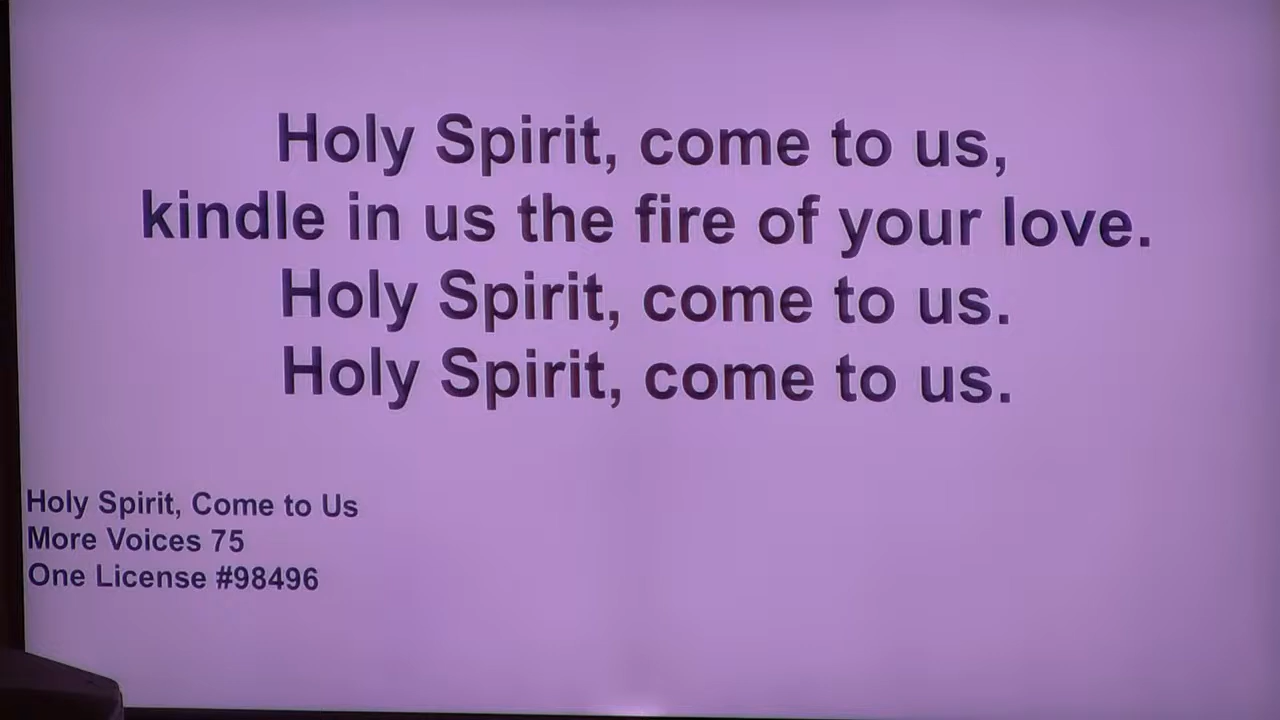 Holy Spirit, come to us,
kindle in us the fire of your love.
Holy Spirit, come to us.
Holy Spirit, come to us.
Holy Spirit, Come to Us
More Voices 75
One License #98496